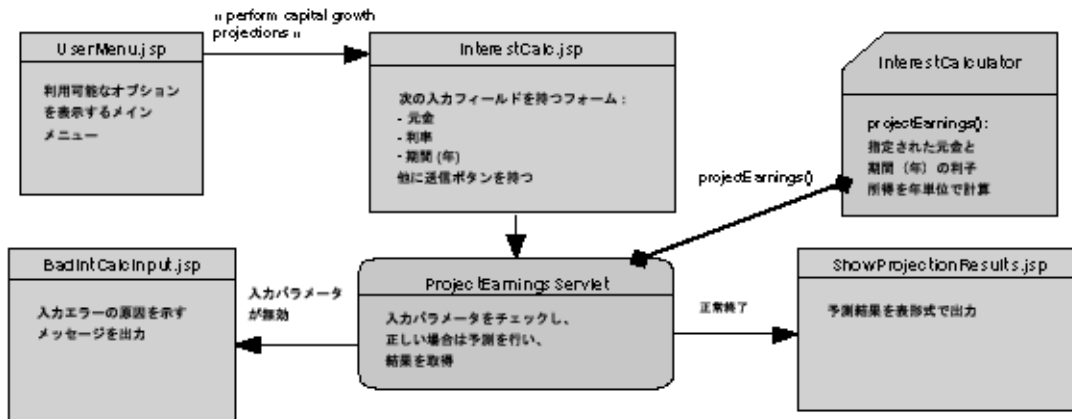 " perform capital growth
projections "
UserMenu.jsp
利用可能なオプション
を表示するメイン
メニュー
InterestCalc.jsp
次の入力フィールドを持つフォーム：
- 元金
- 利率
- 期間 (年)
他に送信ボタンを持つ
InterestCalculator
projectEarnings():
指定された元金と
期間（年）の利子
所得を年単位で計算
projectEarnings()
BadIntCalcInput.jsp
入力エラーの原因を示す
メッセージを出力
入力パラメータ
が無効
ProjectEarningsServlet
入力パラメータをチェックし、
正しい場合は予測を行い、
結果を取得
正常終了
ShowProjectionResults.jsp
予測結果を表形式で出力